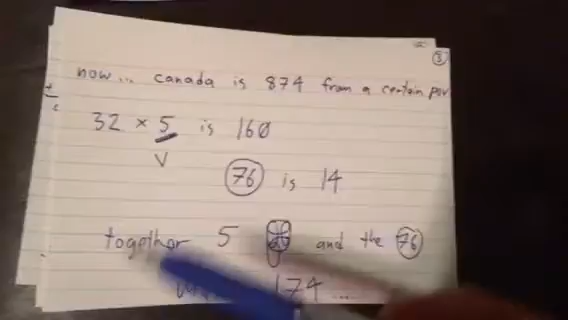 3
now... canada is 874 from a certain pov
32 × 5 is 160
V
76 is 14
together 5 and the 76
174 ...